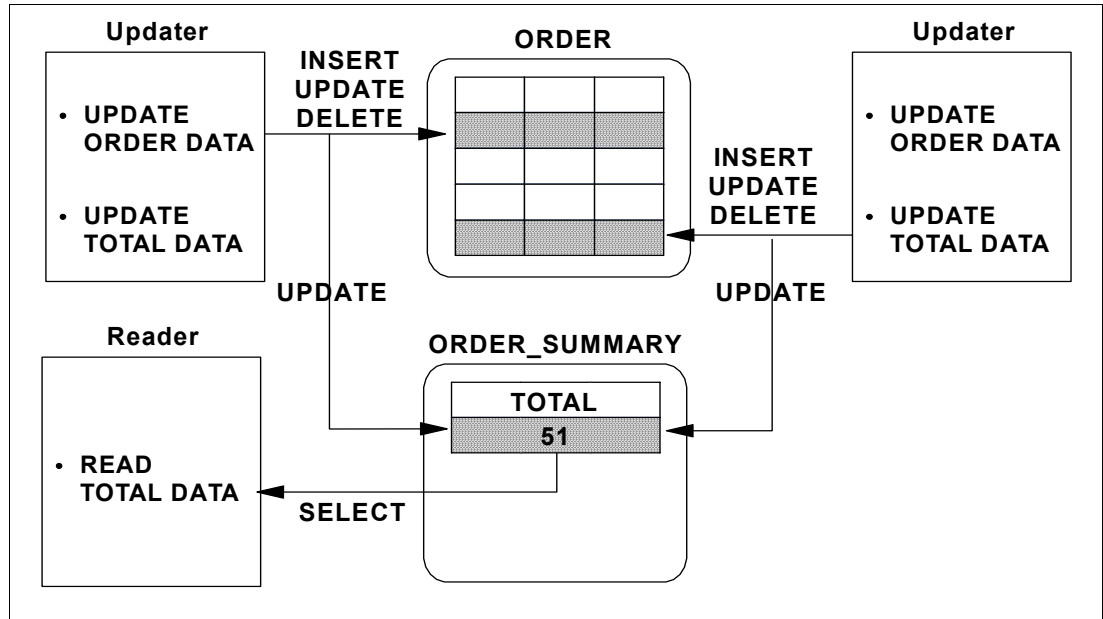 Updater
INSERT
UPDATE
DELETE
ORDER
Updater
• UPDATE
ORDER DATA
• UPDATE
TOTAL DATA
INSERT
UPDATE
DELETE
• UPDATE
ORDER DATA
• UPDATE
TOTAL DATA
UPDATE
UPDATE
Reader
ORDER_SUMMARY
TOTAL
51
• READ
TOTAL DATA
SELECT